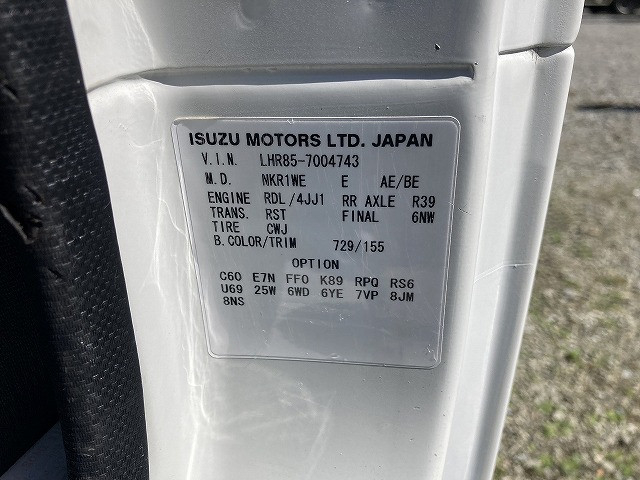 ISUZU MOTORS LTD. JAPAN
V.I.N. LHR85-7004743
M.D. NKR1WE E AE/BE
ENGINE RDL/4JJ1 RR AXLE R39
TRANS. RST FINAL 6NW
TIRE CWJ
B.COLOR/TRIM 729/155
OPTION
C60 E7N FF0 K89 RPQ RS6
U69 25W 6WD 6YE 7VP 8JM
8NS